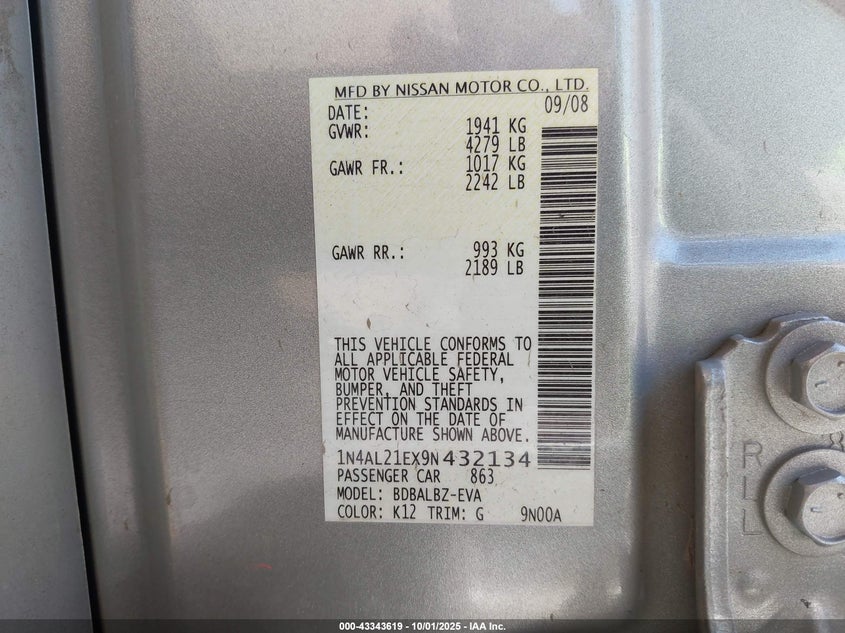 MFD BY NISSAN MOTOR CO., LTD.
DATE: 09/08
GVWR: 1941 KG
4279 LB
GAWR FR.: 1017 KG
2242 LB
GAWR RR.: 993 KG
2189 LB
THIS VEHICLE CONFORMS TO
ALL APPLICABLE FEDERAL
MOTOR VEHICLE SAFETY,
BUMPER, AND THEFT
PREVENTION STANDARDS IN
EFFECT ON THE DATE OF
MANUFACTURE SHOWN ABOVE.
1N4AL21EX9N432134
PASSENGER CAR 863
MODEL: BDBALBZ-EVA
COLOR: K12 TRIM: G 9N00A
000-43343619 - 10/01/2025 - IAA Inc.